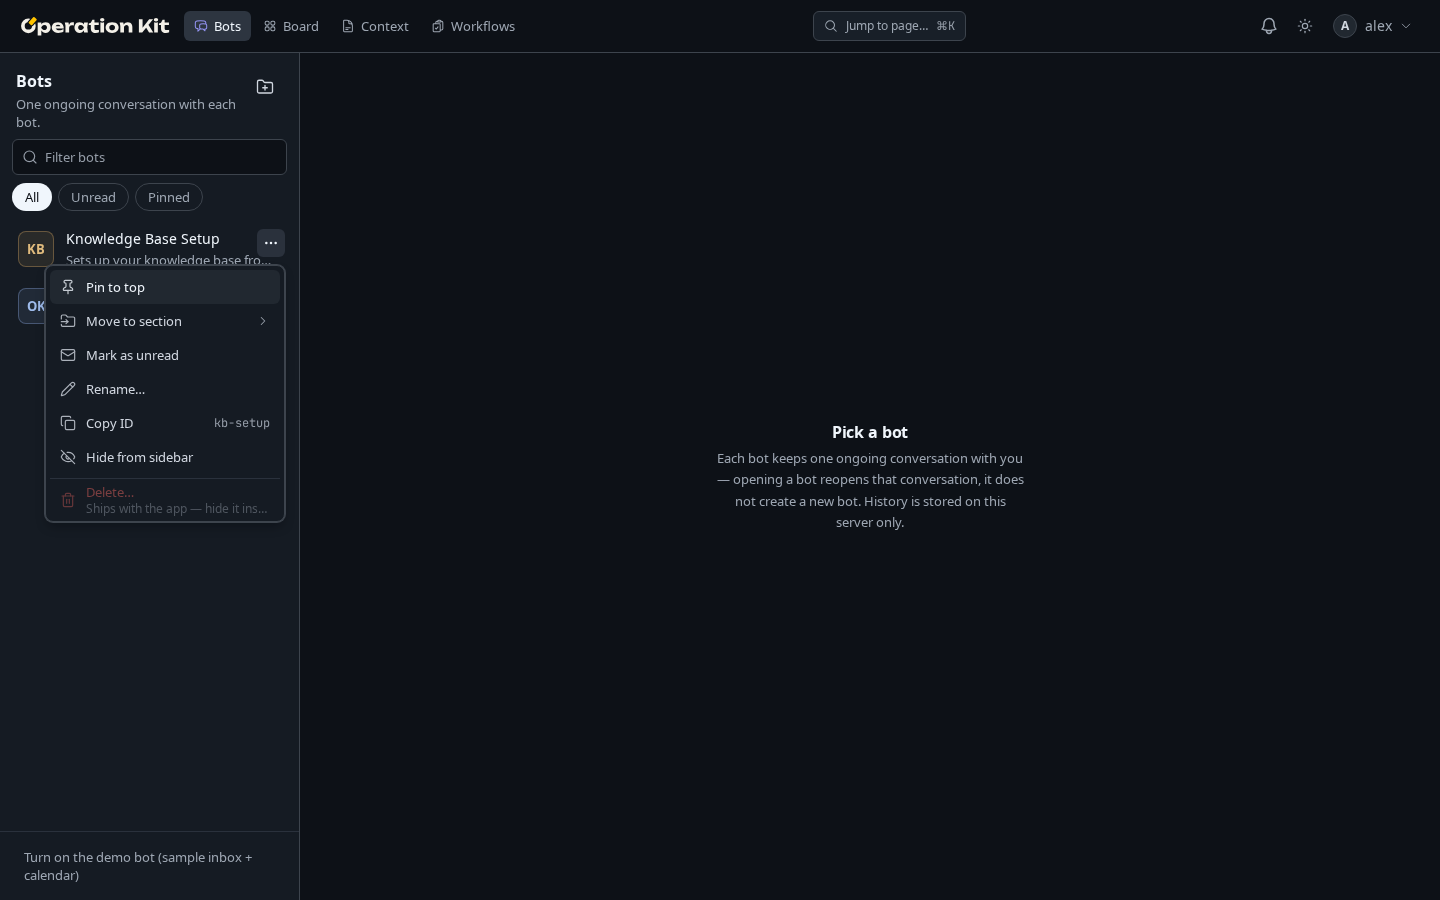 Operation Kit
Bots
Board
Context
Workflows
Jump to page... ⌘K
A
alex
Bots
One ongoing conversation with each
bot.
Filter bots
All
Unread
Pinned
KB
Knowledge Base Setup
Sets up your knowledge base fro...
OK
Pin to top
Move to section
Mark as unread
Rename...
Copy ID
kb-setup
Hide from sidebar
Delete...
Ships with the app — hide it ins...
Pick a bot
Each bot keeps one ongoing conversation with you
— opening a bot reopens that conversation, it does
not create a new bot. History is stored on this
server only.
Turn on the demo bot (sample inbox +
calendar)